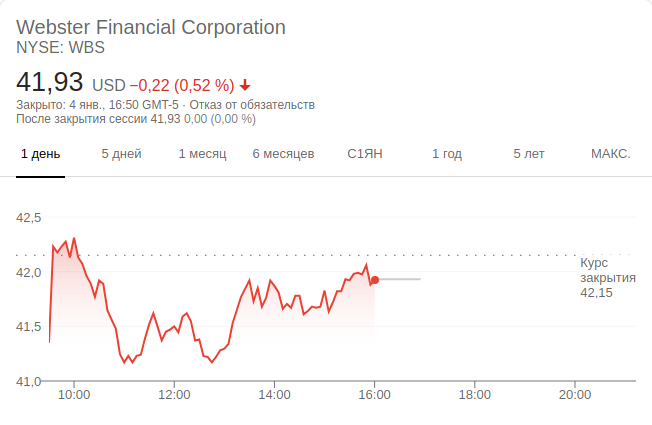 Webster Financial Corporation
NYSE: WBS
41,93 USD −0,22 (0,52 %)
Закрыто: 4 янв., 16:50 GMT-5 · Отказ от обязательств
После закрытия сессии 41,93 0,00 (0,00 %)
1 день 5 дней 1 месяц 6 месяцев С1ЯН 1 год 5 лет МАКС.
42,5
42,0
41,5
41,0
Курс
закрытия
42,15
10:00 12:00 14:00 16:00 18:00 20:00